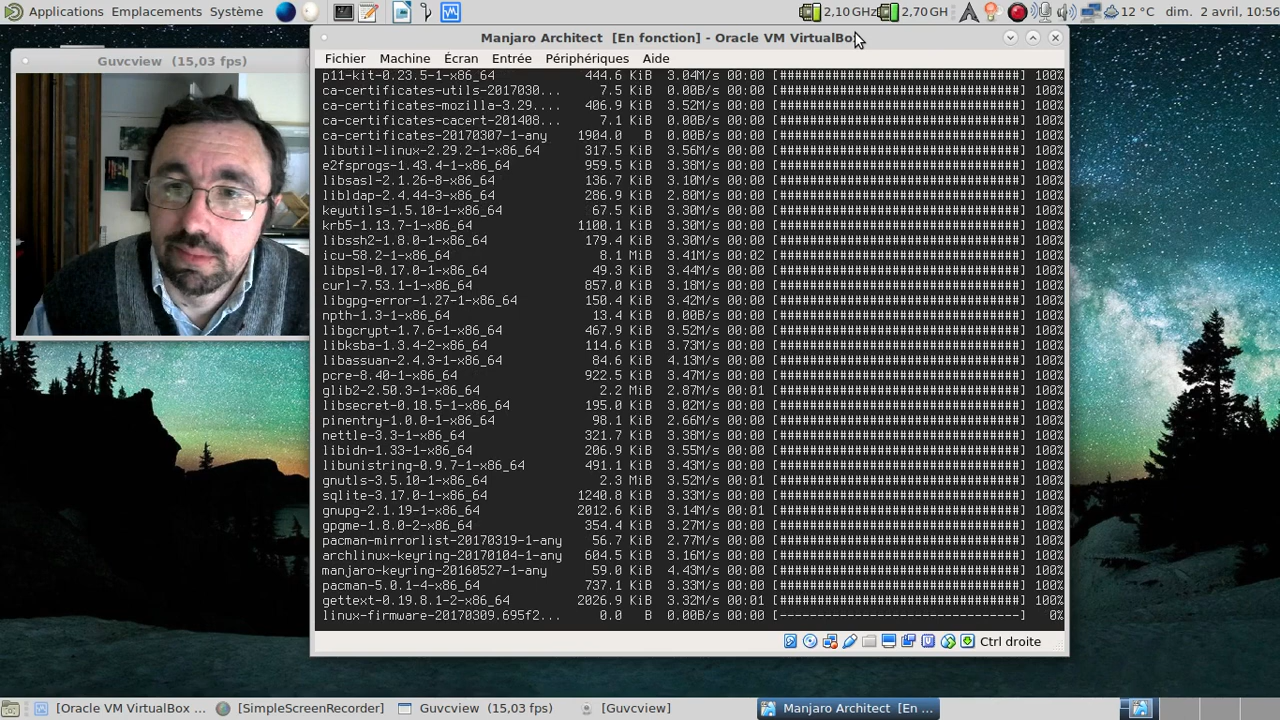 Applications Emplacements Système 2,10 GHz 2,70 GH 12 °C dim. 2 avril, 10:56
Guvcview (15,03 fps)
Manjaro Architect [En fonction] - Oracle VM VirtualBox
Fichier Machine Écran Entrée Périphériques Aide
p11-kit-0.23.5-1-x86_64 444.6 KiB 3.04M/s 00:00 [################################] 100%
ca-certificates-utils-2017030... 7.5 KiB 0.00B/s 00:00 [################################] 100%
ca-certificates-mozilla-3.29.... 406.9 KiB 3.52M/s 00:00 [################################] 100%
ca-certificates-cacert-201408... 7.1 KiB 0.00B/s 00:00 [################################] 100%
ca-certificates-20170307-1-any 1904.0 B 0.00B/s 00:00 [################################] 100%
libutil-linux-2.29.2-1-x86_64 317.5 KiB 3.56M/s 00:00 [################################] 100%
e2fsprogs-1.43.4-1-x86_64 959.5 KiB 3.38M/s 00:00 [################################] 100%
libsasl-2.1.26-8-x86_64 136.7 KiB 3.10M/s 00:00 [################################] 100%
libldap-2.4.44-3-x86_64 286.9 KiB 2.80M/s 00:00 [################################] 100%
keyutils-1.5.10-1-x86_64 67.5 KiB 3.30M/s 00:00 [################################] 100%
krb5-1.13.7-1-x86_64 1100.1 KiB 3.30M/s 00:00 [################################] 100%
libssh2-1.8.0-1-x86_64 179.4 KiB 3.30M/s 00:00 [################################] 100%
icu-58.2-1-x86_64 8.1 MiB 3.41M/s 00:02 [################################] 100%
libpsl-0.17.0-1-x86_64 49.3 KiB 3.44M/s 00:00 [################################] 100%
curl-7.53.1-1-x86_64 857.0 KiB 3.18M/s 00:00 [################################] 100%
libgpg-error-1.27-1-x86_64 150.4 KiB 3.42M/s 00:00 [################################] 100%
npth-1.3-1-x86_64 13.4 KiB 0.00B/s 00:00 [################################] 100%
libgcrypt-1.7.6-1-x86_64 467.9 KiB 3.52M/s 00:00 [################################] 100%
libksba-1.3.4-2-x86_64 114.6 KiB 3.73M/s 00:00 [################################] 100%
libassuan-2.4.3-1-x86_64 84.6 KiB 4.13M/s 00:00 [################################] 100%
pcre-8.40-1-x86_64 922.5 KiB 3.47M/s 00:00 [################################] 100%
glib2-2.50.3-1-x86_64 2.2 MiB 2.87M/s 00:01 [################################] 100%
libsecret-0.18.5-1-x86_64 195.0 KiB 3.02M/s 00:00 [################################] 100%
pinentry-1.0.0-1-x86_64 98.1 KiB 2.66M/s 00:00 [################################] 100%
nettle-3.3-1-x86_64 321.7 KiB 3.38M/s 00:00 [################################] 100%
libidn-1.33-1-x86_64 206.9 KiB 3.55M/s 00:00 [################################] 100%
libunistring-0.9.7-1-x86_64 491.1 KiB 3.43M/s 00:00 [################################] 100%
gnutls-3.5.10-1-x86_64 2.3 MiB 3.52M/s 00:01 [################################] 100%
sqlite-3.17.0-1-x86_64 1240.8 KiB 3.33M/s 00:00 [################################] 100%
gnupg-2.1.19-1-x86_64 2012.6 KiB 3.14M/s 00:01 [################################] 100%
gpgme-1.8.0-2-x86_64 354.4 KiB 3.27M/s 00:00 [################################] 100%
pacman-mirrorlist-20170319-1-any 56.7 KiB 2.77M/s 00:00 [################################] 100%
archlinux-keyring-20170104-1-any 604.5 KiB 3.16M/s 00:00 [################################] 100%
manjaro-keyring-20160527-1-any 59.0 KiB 4.43M/s 00:00 [################################] 100%
pacman-5.0.1-4-x86_64 737.1 KiB 3.33M/s 00:00 [################################] 100%
gettext-0.19.8.1-2-x86_64 2026.9 KiB 3.32M/s 00:01 [################################] 100%
linux-firmware-20170309.695f2... 0.0 B 0.00B/s 00:00 [--------------------------------] 0%
Ctrl droite
[Oracle VM VirtualBox ... [SimpleScreenRecorder] Guvcview (15,03 fps) [Guvcview] Manjaro Architect [En ...